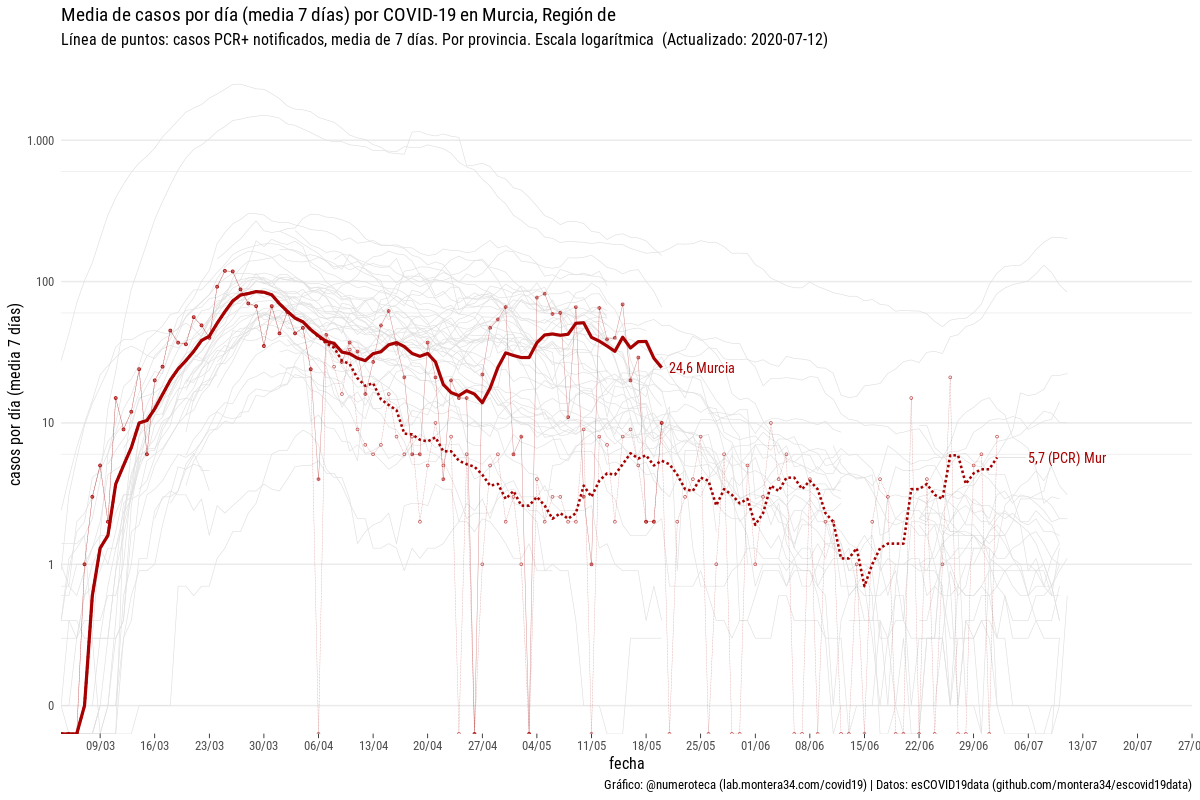 Media de casos por día (media 7 días) por COVID-19 en Murcia, Región de
Línea de puntos: casos PCR+ notificados, media de 7 días. Por provincia. Escala logarítmica (Actualizado: 2020-07-12)
casos por día (media 7 días)
1.000
100
10
1
0
24,6 Murcia
5,7 (PCR) Mur
09/03 16/03 23/03 30/03 06/04 13/04 20/04 27/04 04/05 11/05 18/05 25/05 01/06 08/06 15/06 22/06 29/06 06/07 13/07 20/07 27/0
fecha
Gráfico: @numeroteca (lab.montera34.com/covid19) | Datos: esCOVID19data (github.com/montera34/escovid19data)